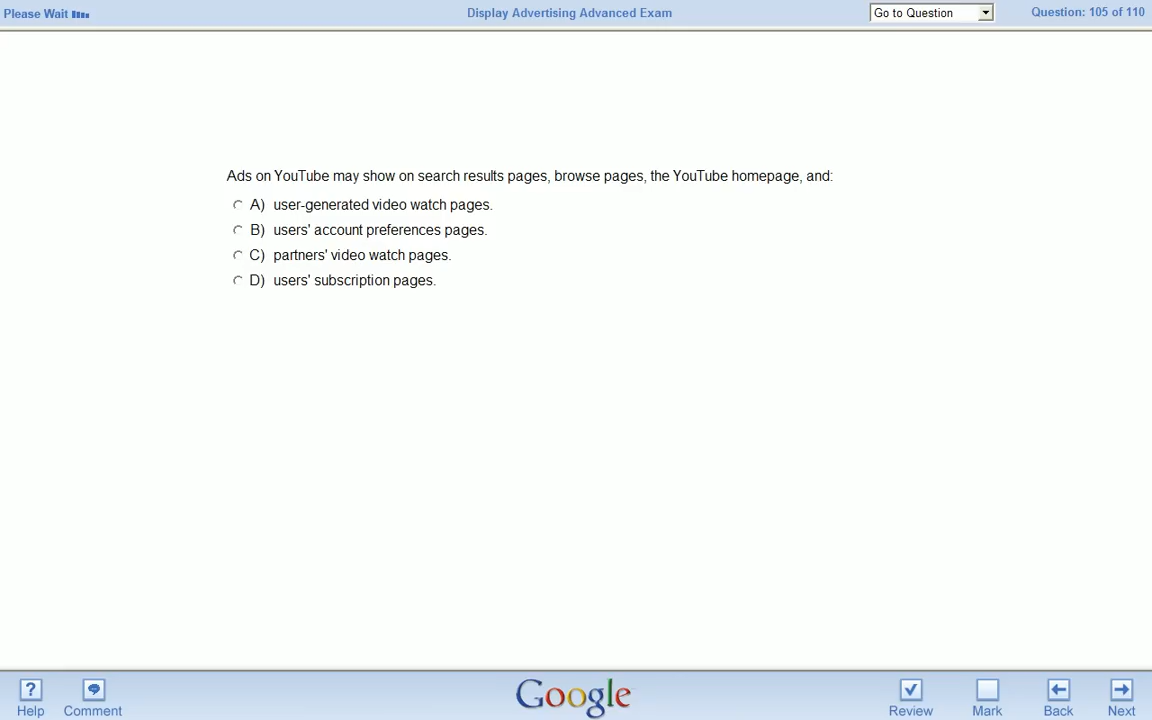 Please Wait
Display Advertising Advanced Exam
Go to Question
Question: 105 of 110
Ads on YouTube may show on search results pages, browse pages, the YouTube homepage, and:
A) user-generated video watch pages.
B) users' account preferences pages.
C) partners' video watch pages.
D) users' subscription pages.
?
Help
Comment
Google
Review
Mark
Back
Next